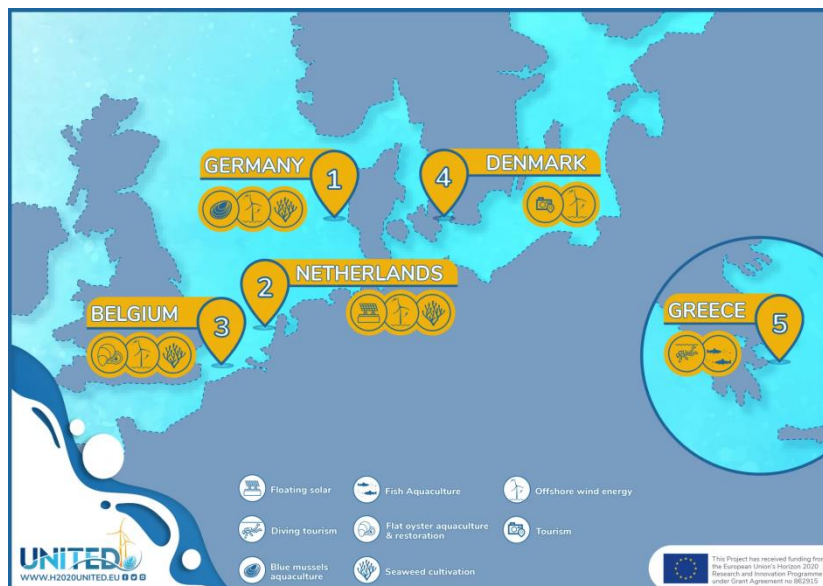 GERMANY
1
4
DENMARK
2
NETHERLANDS
BELGIUM
3
GREECE
5
Floating solar
Fish Aquaculture
Offshore wind energy
Diving tourism
Flat oyster aquaculture
& restoration
Tourism
Blue mussels
aquaculture
Seaweed cultivation
UNITED
WWW.H2020UNITED.EU
This Project has received funding from
the European Union's Horizon 2020
Research and Innovation Programme
under Grant Agreement no 862915